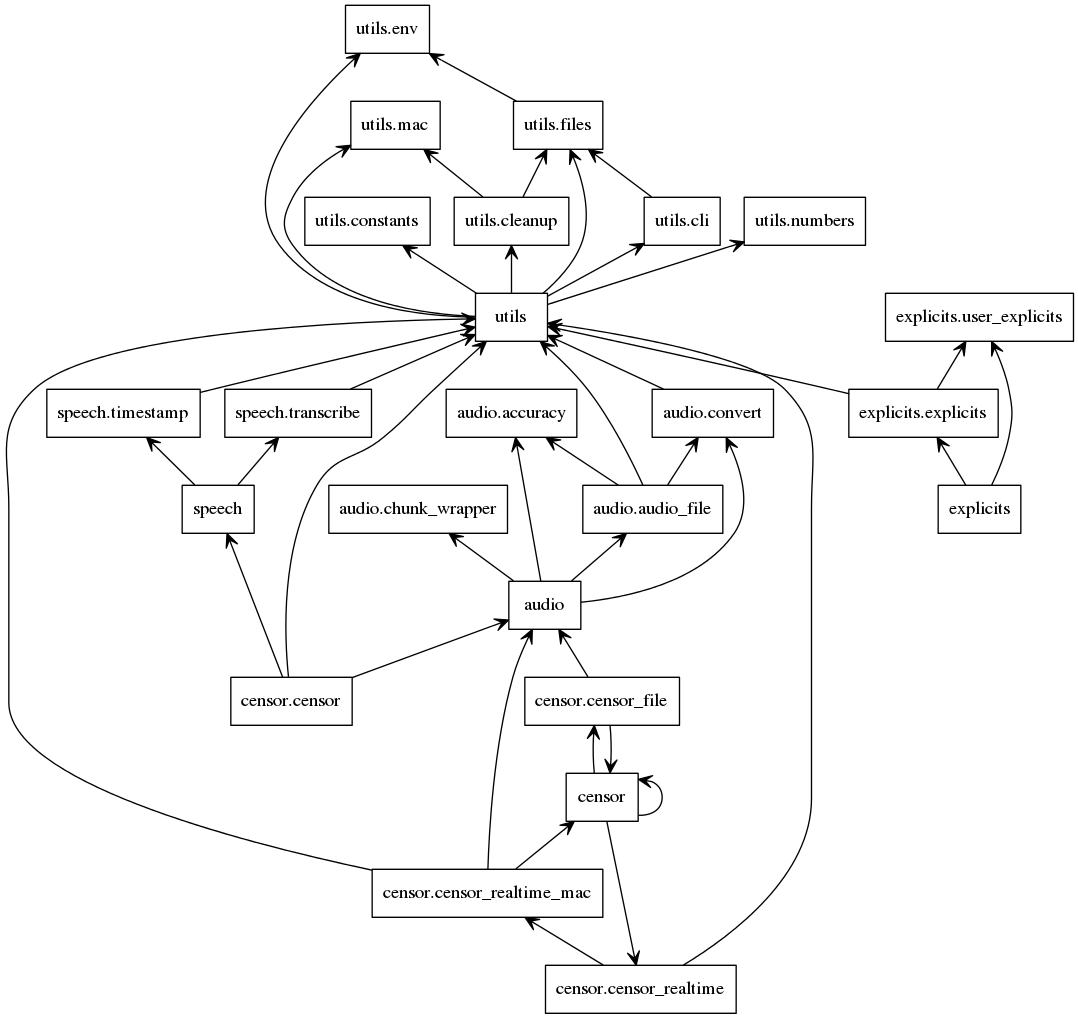 utils.env
utils.mac
utils.files
utils.constants
utils.cleanup
utils.cli
utils.numbers
utils
explicits.user_explicits
speech.timestamp
speech.transcribe
audio.accuracy
audio.convert
explicits.explicits
speech
audio.chunk_wrapper
audio.audio_file
explicits
audio
censor.censor
censor.censor_file
censor
censor.censor_realtime_mac
censor.censor_realtime